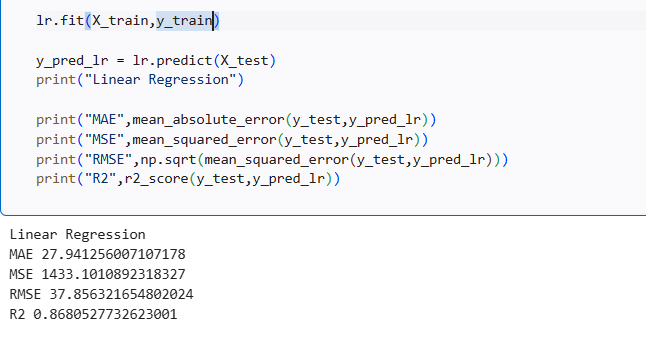 lr.fit(X_train,y_train)
y_pred_lr = lr.predict(X_test)
print("Linear Regression")
print("MAE",mean_absolute_error(y_test,y_pred_lr))
print("MSE",mean_squared_error(y_test,y_pred_lr))
print("RMSE",np.sqrt(mean_squared_error(y_test,y_pred_lr)))
print("R2",r2_score(y_test,y_pred_lr))
Linear Regression
MAE 27.941256007107178
MSE 1433.1010892318327
RMSE 37.856321654802024
R2 0.8680527732623001